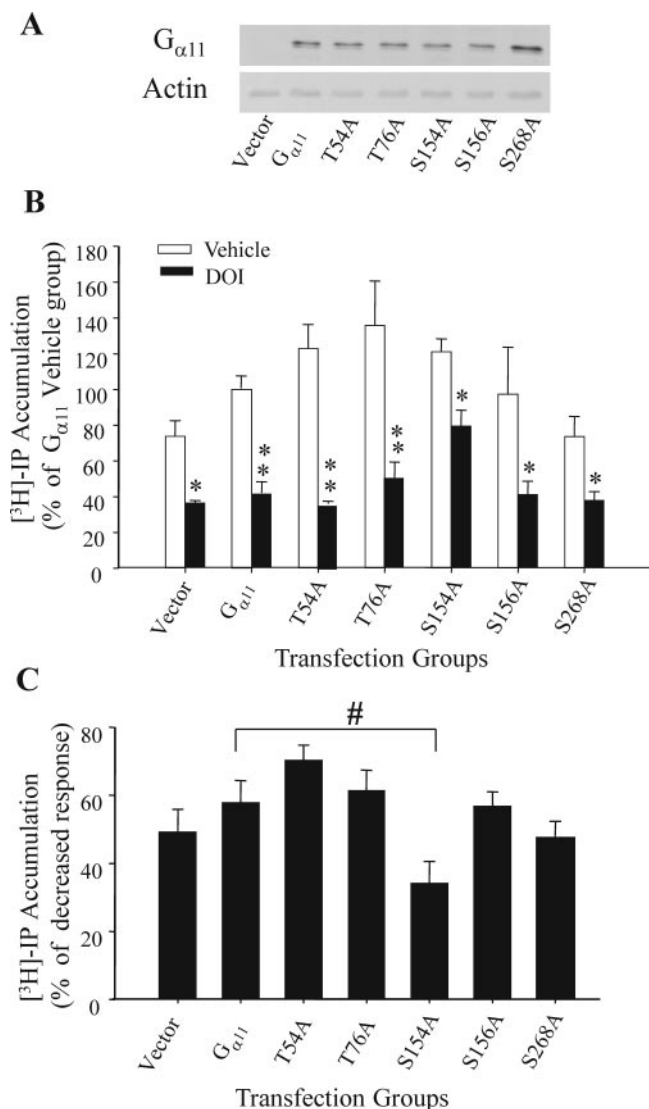 A
Gα11
Actin
Vector
Gα11
T54A
T76A
S154A
S156A
S268A
B
[³H]-IP Accumulation
(% of Gα11 Vehicle group)
180
160
140
120
100
80
60
40
20
0
Vehicle
DOI
*
**
**
**
*
*
*
Vector
Gα11
T54A
T76A
S154A
S156A
S268A
Transfection Groups
C
[³H]-IP Accumulation
(% of decreased response)
80
60
40
20
0
#
Vector
Gα11
T54A
T76A
S154A
S156A
S268A
Transfection Groups